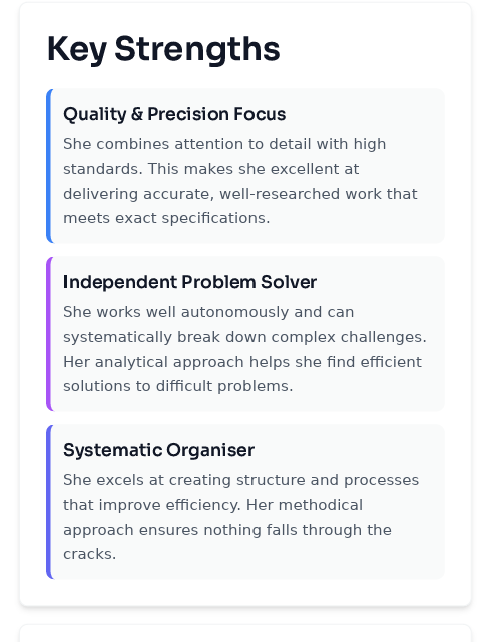 Key Strengths
Quality & Precision Focus
She combines attention to detail with high
standards. This makes she excellent at
delivering accurate, well-researched work that
meets exact specifications.
Independent Problem Solver
She works well autonomously and can
systematically break down complex challenges.
Her analytical approach helps she find efficient
solutions to difficult problems.
Systematic Organiser
She excels at creating structure and processes
that improve efficiency. Her methodical
approach ensures nothing falls through the
cracks.